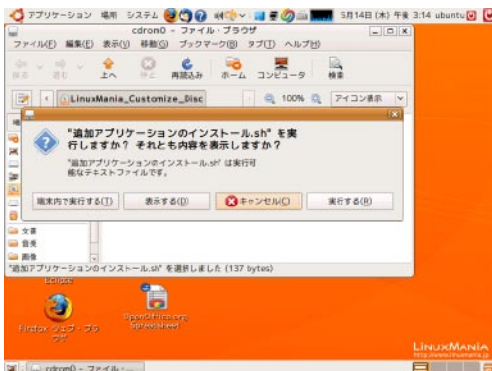 アプリケーション 場所 システム
5月14日 (木) 午後 3:14 ubuntu
cdrom0 - ファイル・ブラウザ
ファイル(F) 編集(E) 表示(V) 移動(G) ブックマーク(B) タブ(T) ヘルプ(H)
戻る 進む 上へ 停止 再読込み ホーム コンピュータ 検索
LinuxMania_Customize_Disc 100% アイコン表示
"追加アプリケーションのインストール.sh" を実
行しますか? それとも内容を表示しますか?
"追加アプリケーションのインストール.sh" は実行可
能なテキストファイルです。
端末内で実行する(T) 表示する(D) キャンセル(C) 実行する(R)
文書
音楽
画像
"追加アプリケーションのインストール.sh" を選択しました (137 bytes)
Eclipse
Firefox ウェブ・ブラ
ウザ
OpenOffice.org
Spreadsheet
LINUXMANIA
http://www.linuxmania.jp
cdrom0 - ファイル・...